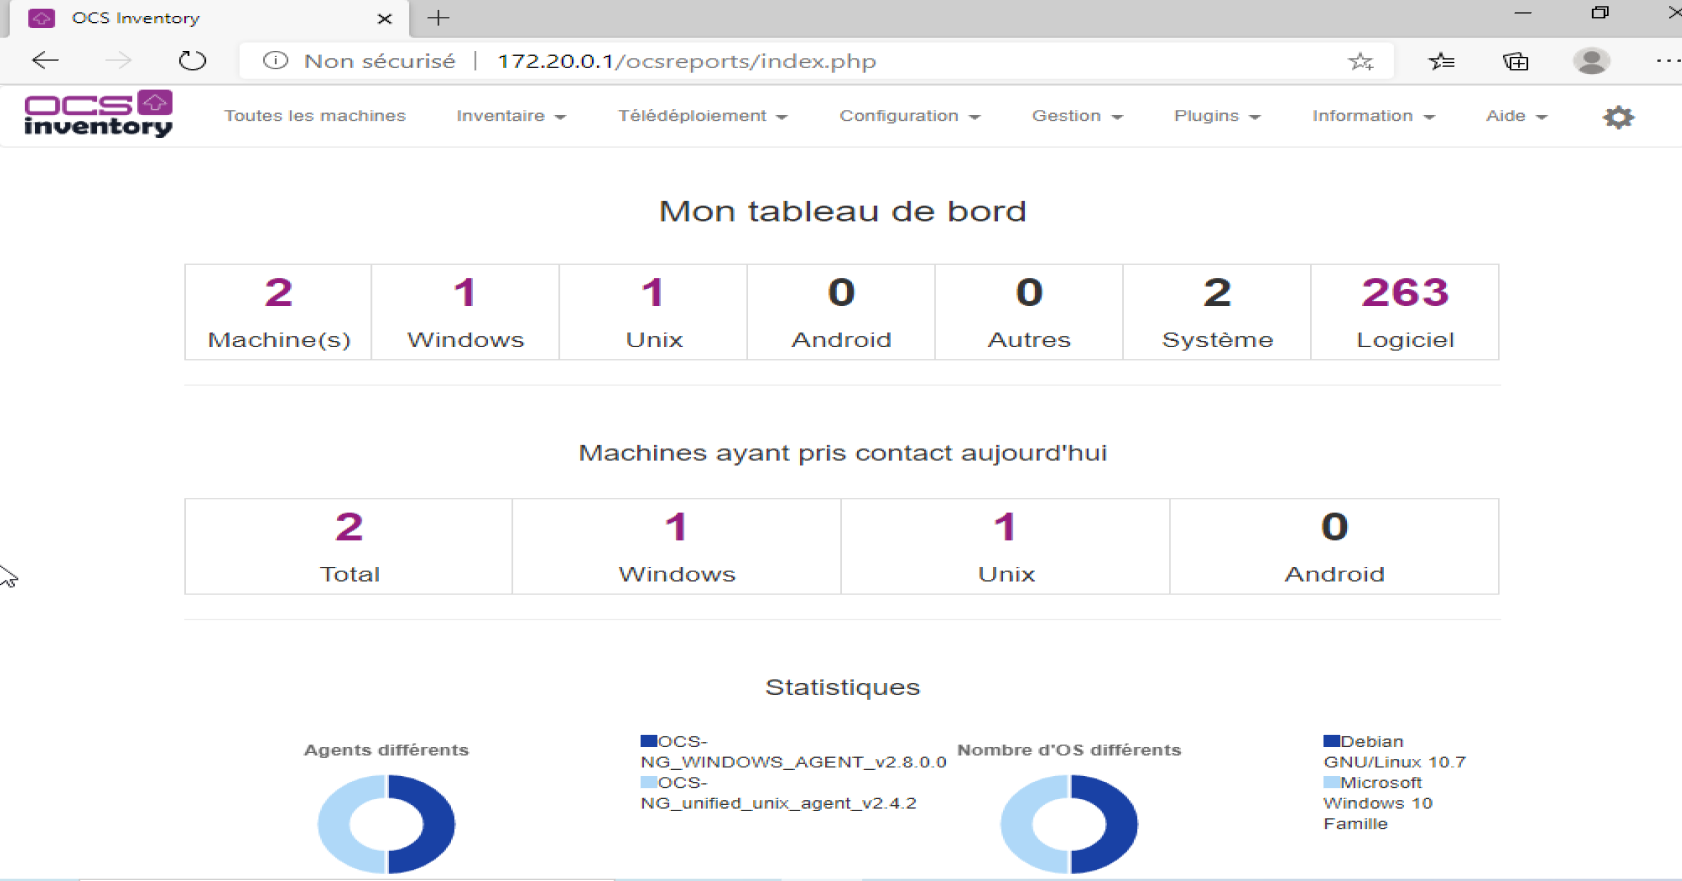 OCS Inventory
Non sécurisé | 172.20.0.1/ocsreports/index.php
OCS inventory
Toutes les machines Inventaire Télédéploiement Configuration Gestion Plugins Information Aide
Mon tableau de bord
2 1 1 0 0 2 263
Machine(s) Windows Unix Android Autres Système Logiciel
Machines ayant pris contact aujourd'hui
2 1 1 0
Total Windows Unix Android
Statistiques
Agents différents
OCS-
NG_WINDOWS_AGENT_v2.8.0.0
OCS-
NG_unified_unix_agent_v2.4.2
Nombre d'OS différents
Debian
GNU/Linux 10.7
Microsoft
Windows 10
Famille